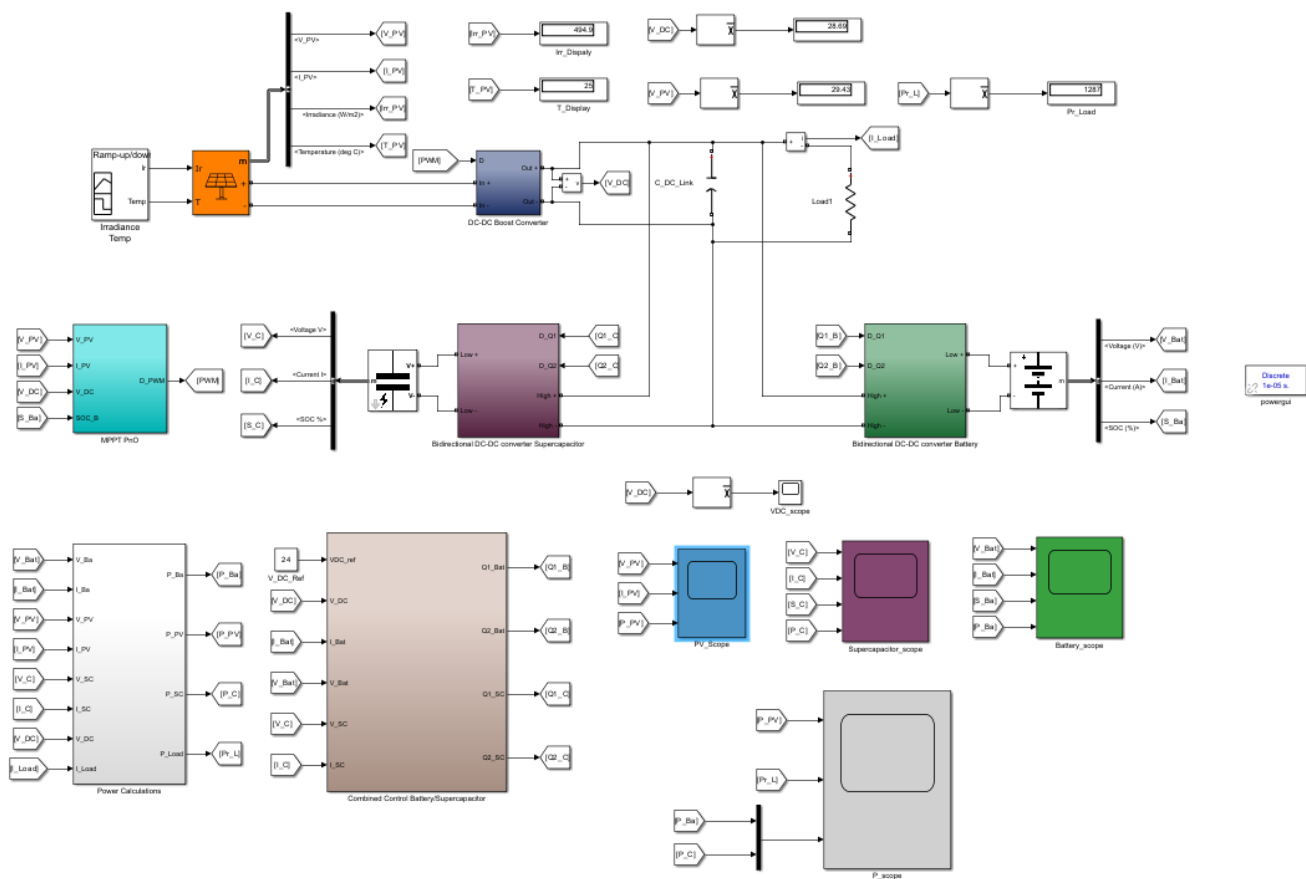 <V_PV>
[V_PV]
<I_PV>
[I_PV]
<Irradiance (W/m2)>
[Irr_PV]
<Temperature (deg C)>
[T_PV]
[Irr_PV]
494.9
Irr_Dispaly
[T_PV]
25
T_Display
[V_DC]
28.69
[V_PV]
29.43
[Pr_L]
1287
Pr_Load
Ramp-up/down
Ir
Temp
Irradiance
Temp
Ir
T
m
+
-
[PWM]
D
In +
In -
Out +
Out -
DC-DC Boost Converter
+
-
v
[V_DC]
C_DC_Link
+
i
-
[I_Load]
Load1
[V_PV]
[I_PV]
[V_DC]
[S_Ba]
V_PV
I_PV
V_DC
SOC_B
D_PWM
[PWM]
MPPT PnO
[V_C]
[I_C]
[S_C]
<Voltage V>
<Current I>
<SOC %>
m
V+
V-
Low +
Low -
D_Q1
D_Q2
High +
High -
[Q1_C]
[Q2_C]
Bidirectional DC-DC converter Supercapacitor
[Q1_B]
[Q2_B]
D_Q1
D_Q2
High +
High -
Low +
Low -
Bidirectional DC-DC converter Battery
+
-
m
<Voltage (V)>
<Current (A)>
<SOC (%)>
[V_Bat]
[I_Bat]
[S_Ba]
Discrete
1e-05 s.
powergui
[V_DC]
VDC_scope
[V_Bat]
[I_Bat]
[V_PV]
[I_PV]
[V_C]
[I_C]
[V_DC]
[I_Load]
V_Ba
I_Ba
V_PV
I_PV
V_SC
I_SC
V_DC
I_Load
P_Ba
P_PV
P_SC
P_Load
[P_Ba]
[P_PV]
[P_C]
[Pr_L]
Power Calculations
24
V_DC_Ref
[V_DC]
[I_Bat]
[V_Bat]
[V_C]
[I_C]
VDC_ref
V_DC
I_Bat
V_Bat
V_SC
I_SC
Q1_Bat
Q2_Bat
Q1_SC
Q2_SC
[Q1_B]
[Q2_B]
[Q1_C]
[Q2_C]
Combined Control Battery/Supercapacitor
[V_PV]
[I_PV]
[P_PV]
PV_Scope
[V_C]
[I_C]
[S_C]
[P_C]
Supercapacitor_scope
[V_Bat]
[I_Bat]
[S_Ba]
[P_Ba]
Battery_scope
[P_PV]
[Pr_L]
[P_Ba]
[P_C]
P_scope